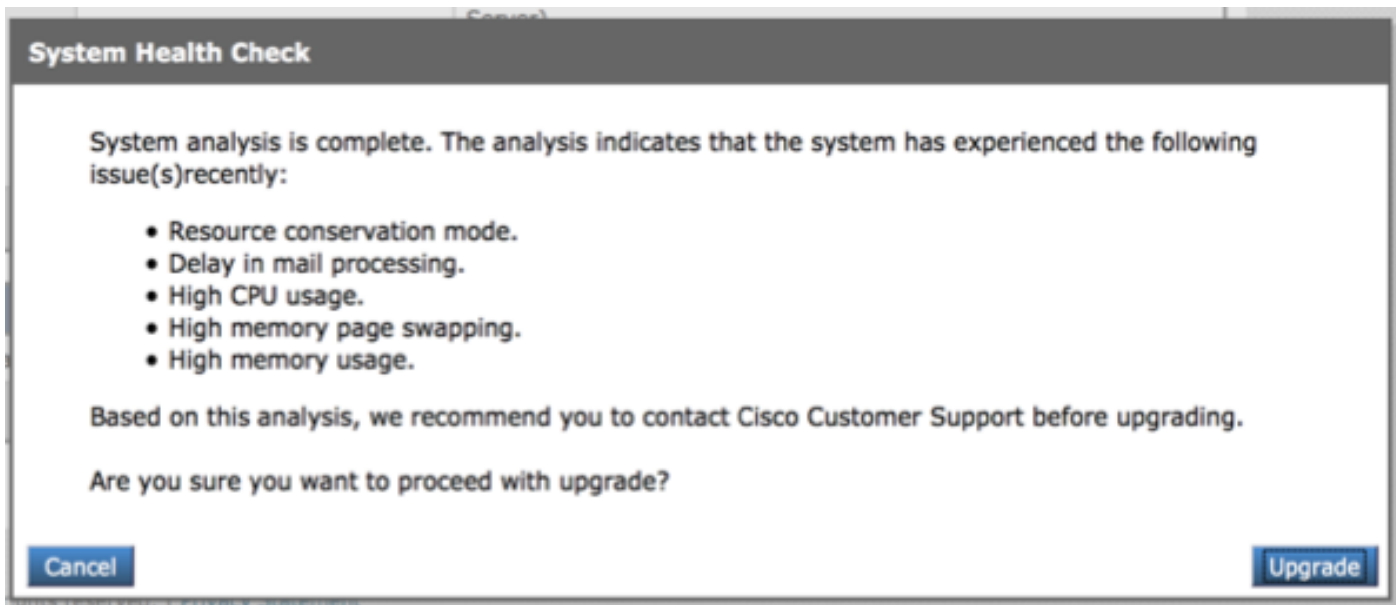 Server)
System Health Check
System analysis is complete. The analysis indicates that the system has experienced the following
issue(s)recently:
• Resource conservation mode.
• Delay in mail processing.
• High CPU usage.
• High memory page swapping.
• High memory usage.
Based on this analysis, we recommend you to contact Cisco Customer Support before upgrading.
Are you sure you want to proceed with upgrade?
Cancel
Upgrade